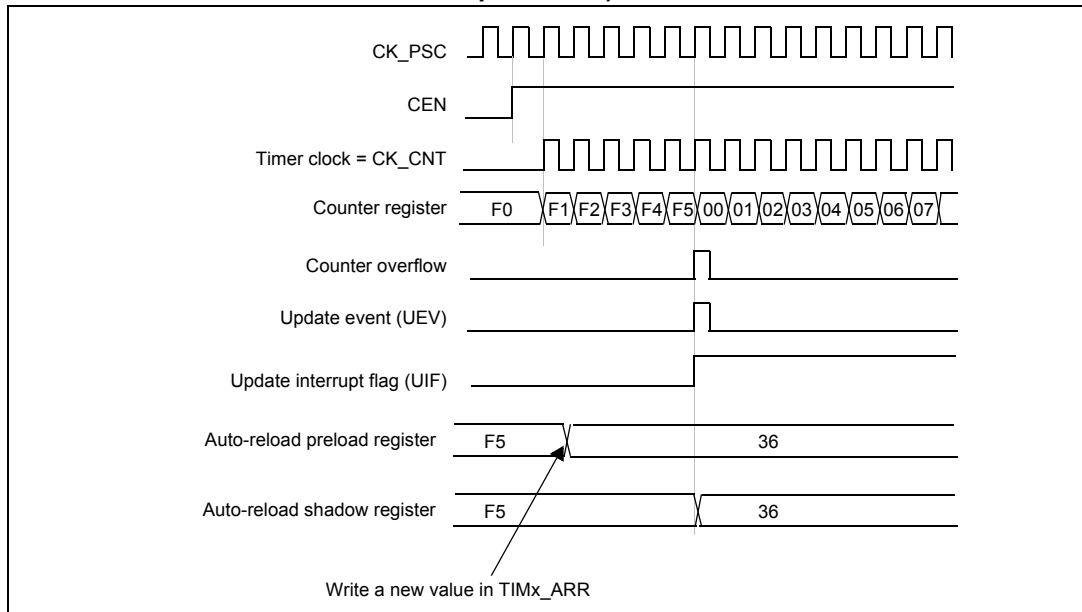 CK_PSC
CEN
Timer clock = CK_CNT
Counter register F0 F1 F2 F3 F4 F5 00 01 02 03 04 05 06 07
Counter overflow
Update event (UEV)
Update interrupt flag (UIF)
Auto-reload preload register F5 36
Auto-reload shadow register F5 36
Write a new value in TIMx_ARR